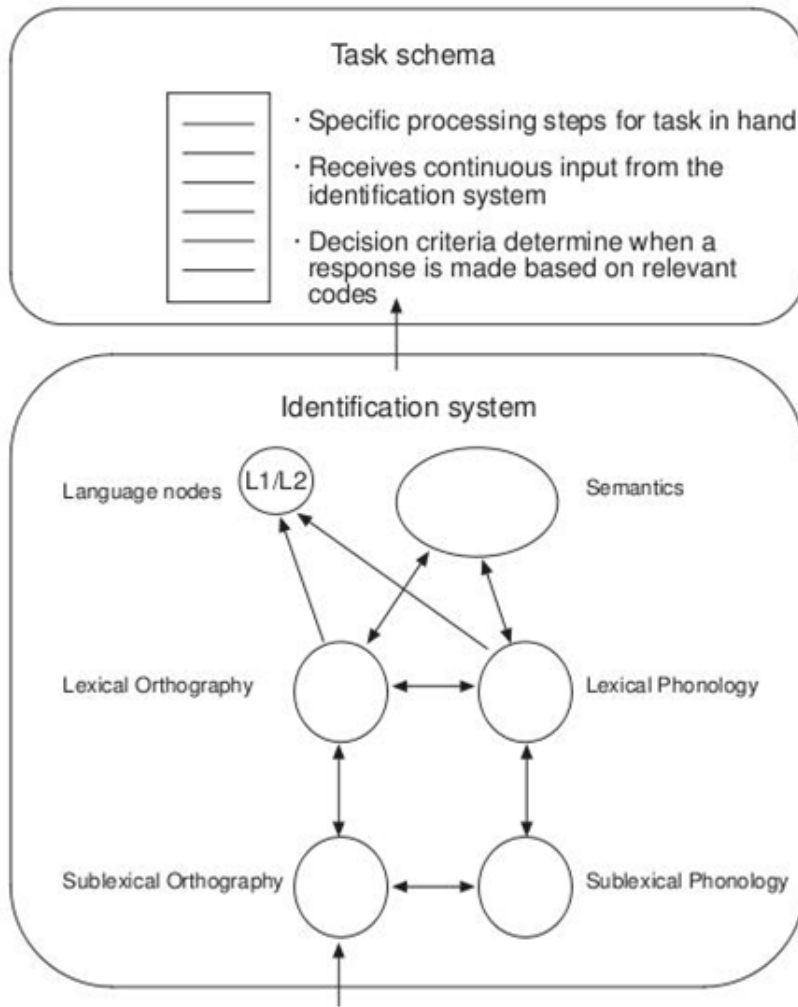 Task schema
· Specific processing steps for task in hand
· Receives continuous input from the
identification system
· Decision criteria determine when a
response is made based on relevant
codes
Identification system
Language nodes
L1/L2
Semantics
Lexical Orthography
Lexical Phonology
Sublexical Orthography
Sublexical Phonology